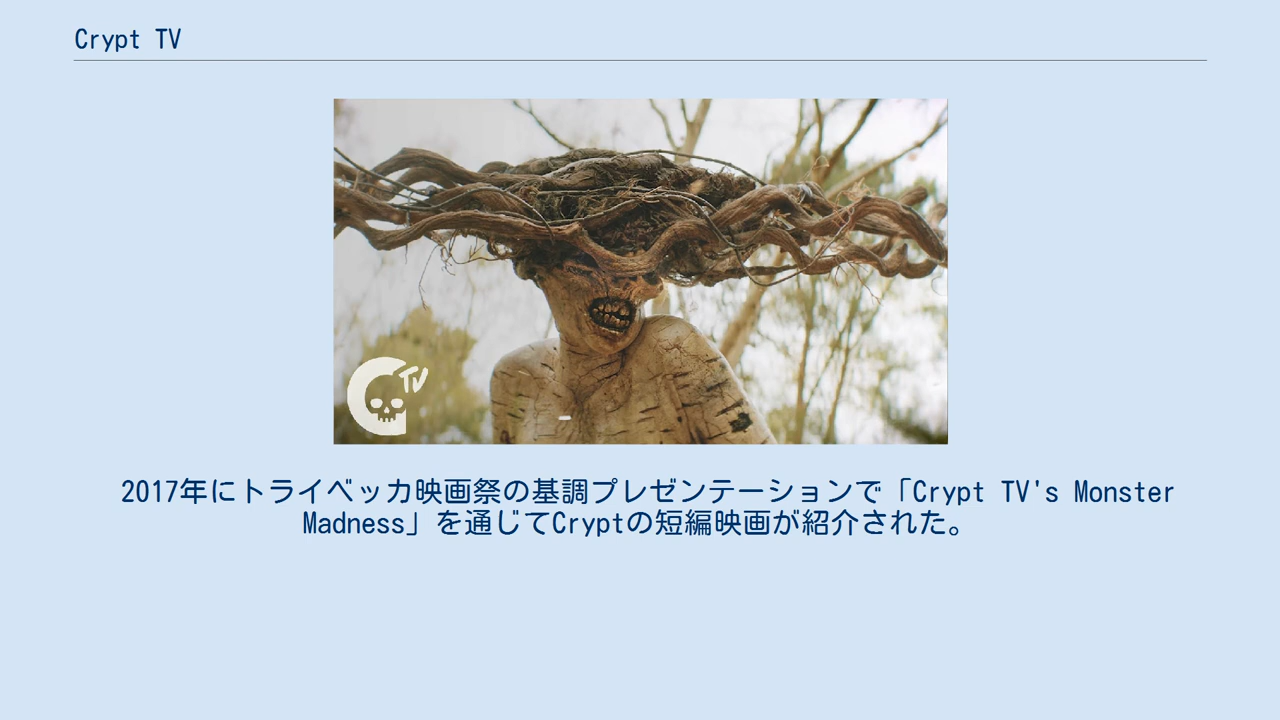 Crypt TV
TV
2017年にトライベッカ映画祭の基調プレゼンテーションで「Crypt TV's Monster
Madness」を通じてCryptの短編映画が紹介された。